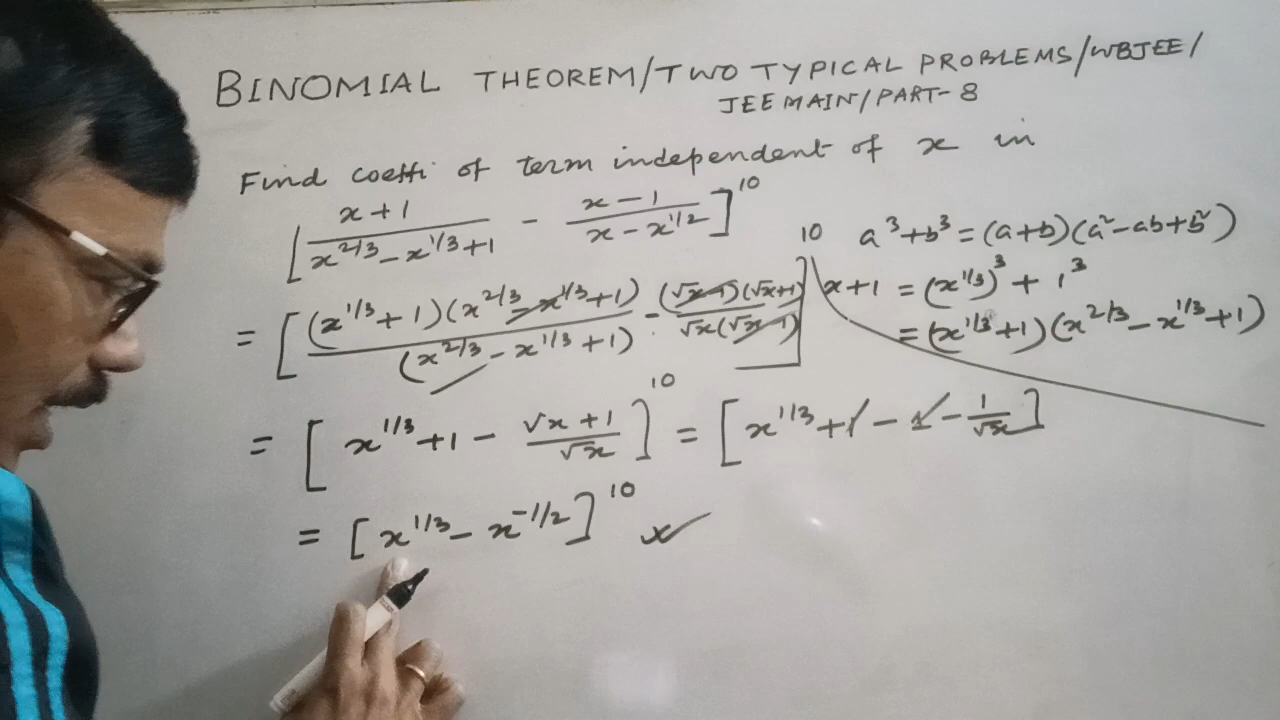 BINOMIAL THEOREM/TWO TYPICAL PROBLEMS/WBJEE/
JEE MAIN/PART-8
Find coeffi of term independent of x in
[(x+1)/(x^2/3 - x^1/3 + 1) - (x-1)/(x - x^1/2)]^10
a^3+b^3 = (a+b)(a^2-ab+b^2)
x+1 = (x^1/3)^3 + 1^3
= (x^1/3+1)(x^2/3 - x^1/3 + 1)
= [(x^1/3+1)(x^2/3 - x^1/3 + 1)/(x^2/3 - x^1/3 + 1) - (√x-1)(√x+1)/√x(√x-1)]^10
= [x^1/3 + 1 - (√x+1)/√x]^10 = [x^1/3 + 1 - 1 - 1/√x]
= [x^1/3 - x^-1/2]^10